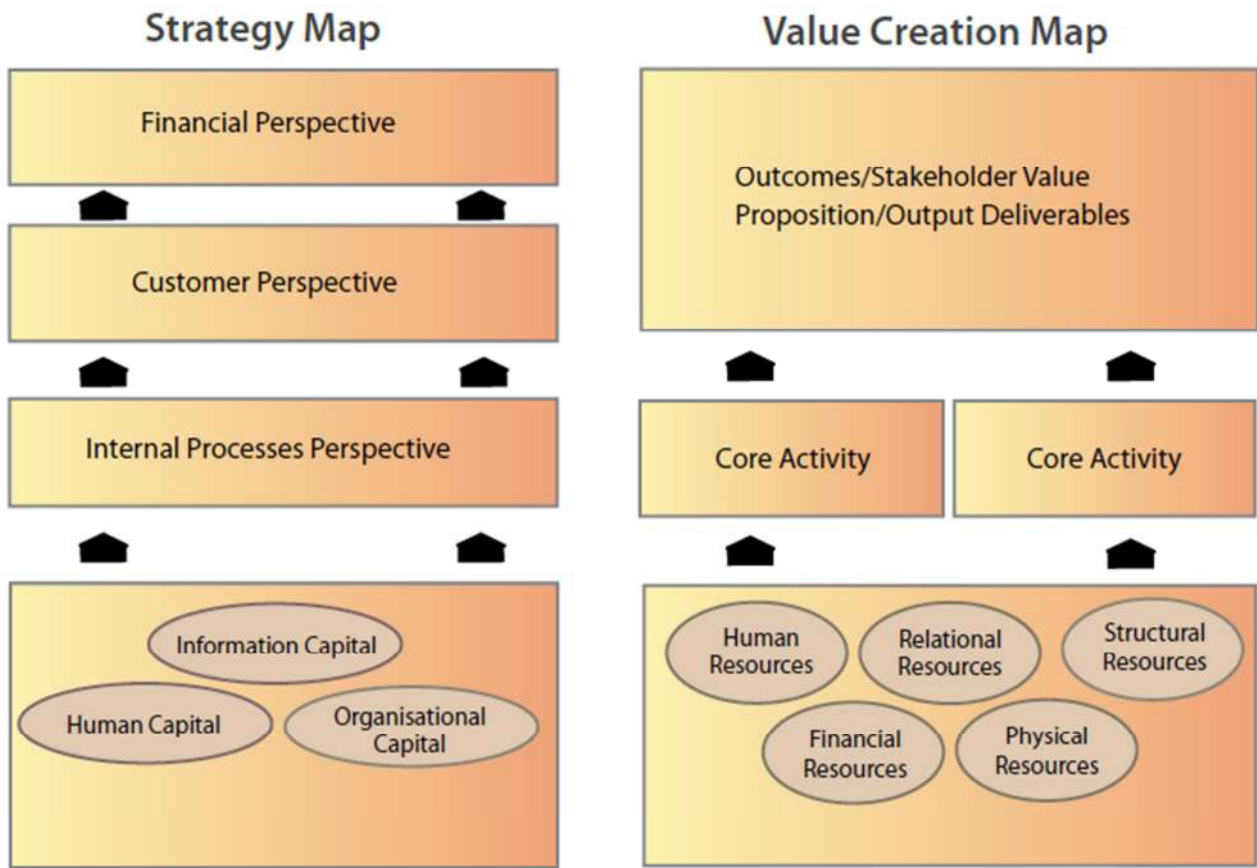 Strategy Map
Financial Perspective
Customer Perspective
Internal Processes Perspective
Information Capital
Human Capital
Organisational
Capital
Value Creation Map
Outcomes/Stakeholder Value
Proposition/Output Deliverables
Core Activity
Core Activity
Human
Resources
Relational
Resources
Structural
Resources
Financial
Resources
Physical
Resources